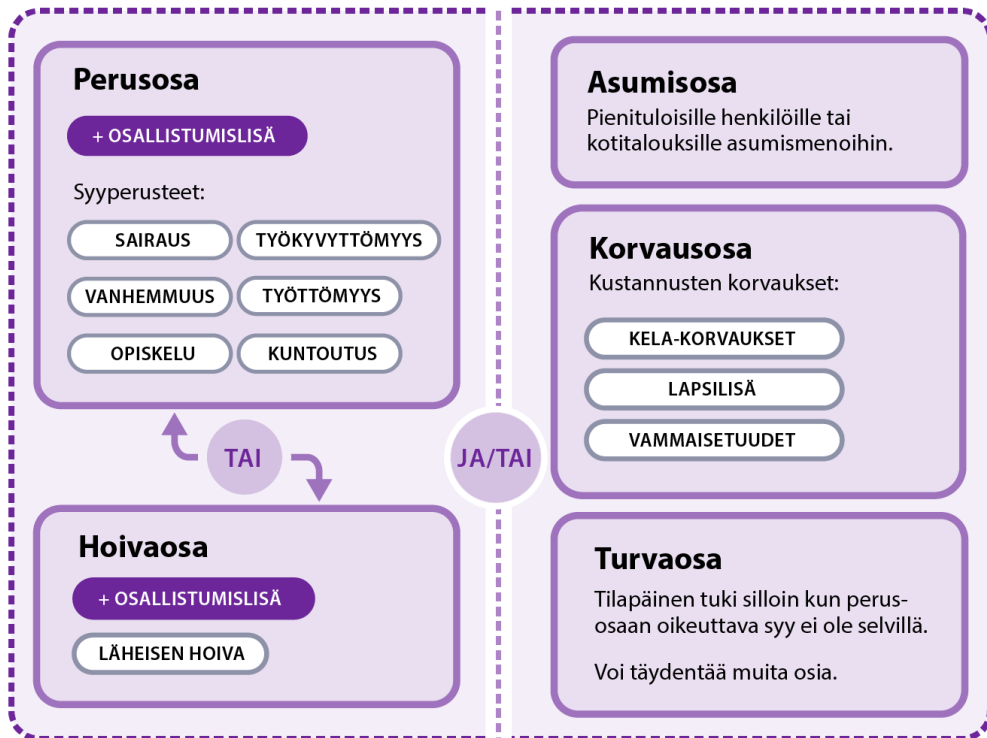 Perusosa
+ OSALLISTUMISLISÄ
Syyperusteet:
SAIRAUS
TYÖKYVYTTÖMYYS
VANHEMMUUS
TYÖTTÖMYYS
OPISKELU
KUNTOUTUS
TAI
Hoivaosa
+ OSALLISTUMISLISÄ
LÄHEISEN HOIVA
JA/TAI
Asumisosa
Pienituloisille henkilöille tai
kotitalouksille asumismenoihin.
Korvausosa
Kustannusten korvaukset:
KELA-KORVAUKSET
LAPSILISÄ
VAMMAISETUUDET
Turvaosa
Tilapäinen tuki silloin kun perus-
osaan oikeuttava syy ei ole selvillä.
Voi täydentää muita osia.